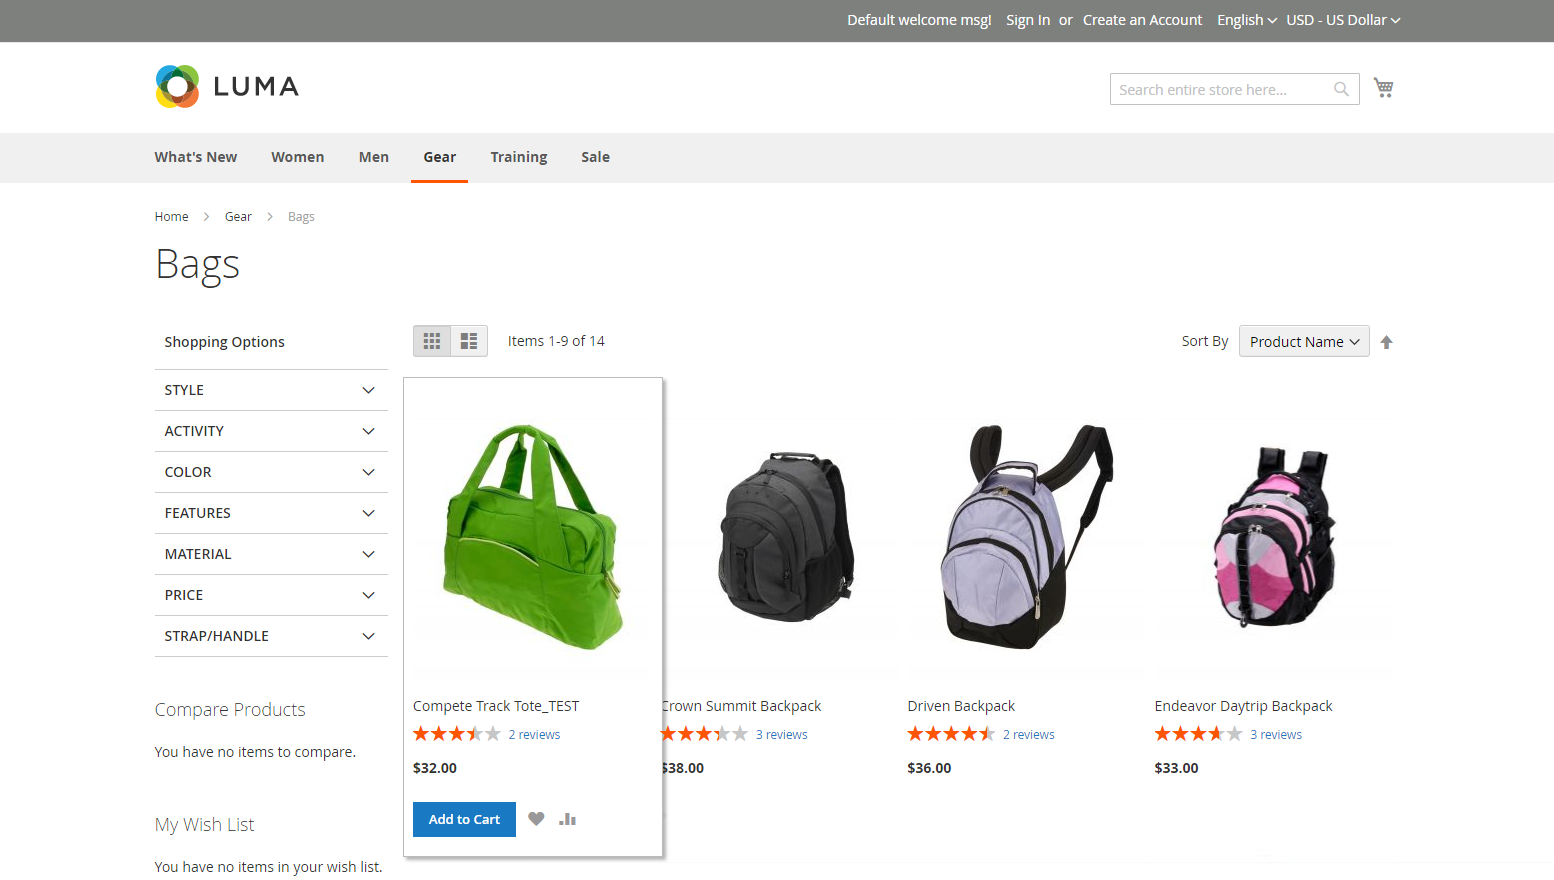 Default welcome msg! Sign In or Create an Account English USD - US Dollar
LUMA
Search entire store here...
What's New Women Men Gear Training Sale
Home Gear Bags
Bags
Shopping Options
Items 1-9 of 14
Sort By Product Name
STYLE
ACTIVITY
COLOR
FEATURES
MATERIAL
PRICE
STRAP/HANDLE
Compare Products
You have no items to compare.
My Wish List
You have no items in your wish list.
Compete Track Tote_TEST
2 reviews
$32.00
Add to Cart
Crown Summit Backpack
3 reviews
$38.00
Driven Backpack
2 reviews
$36.00
Endeavor Daytrip Backpack
3 reviews
$33.00